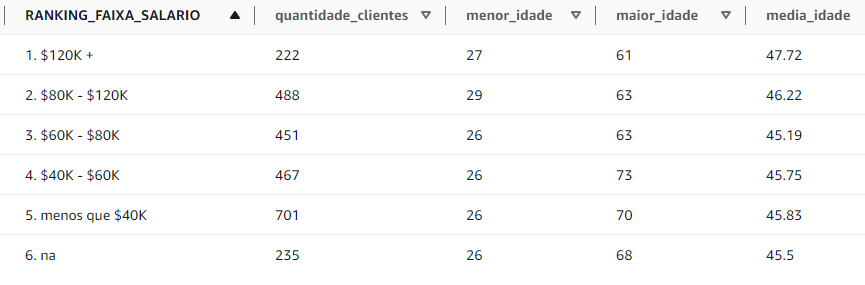 RANKING_FAIXA_SALARIO quantidade_clientes menor_idade maior_idade media_idade
1. $120K + 222 27 61 47.72
2. $80K - $120K 488 29 63 46.22
3. $60K - $80K 451 26 63 45.19
4. $40K - $60K 467 26 73 45.75
5. menos que $40K 701 26 70 45.83
6. na 235 26 68 45.5